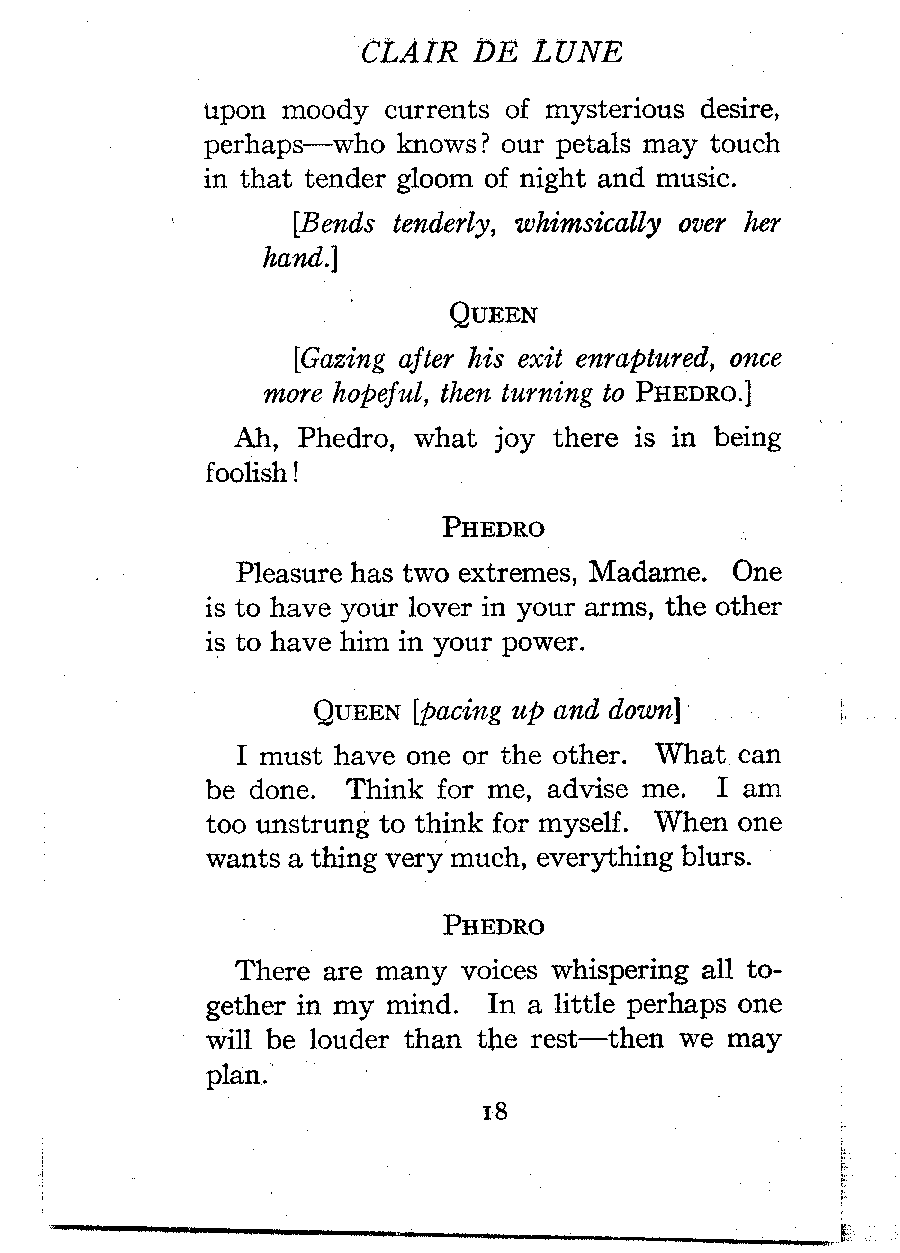 CLAIR DE LUNE
upon moody currents of mysterious desire,
perhaps—who knows? our petals may touch
in that tender gloom of night and music.
[Bends tenderly, whimsically over her
hand.]
QUEEN
[Gazing after his exit enraptured, once
more hopeful, then turning to PHEDRO.]
Ah, Phedro, what joy there is in being
foolish!
PHEDRO
Pleasure has two extremes, Madame. One
is to have your lover in your arms, the other
is to have him in your power.
QUEEN [pacing up and down]
I must have one or the other. What can
be done. Think for me, advise me. I am
too unstrung to think for myself. When one
wants a thing very much, everything blurs.
PHEDRO
There are many voices whispering all to-
gether in my mind. In a little perhaps one
will be louder than the rest—then we may
plan.
18